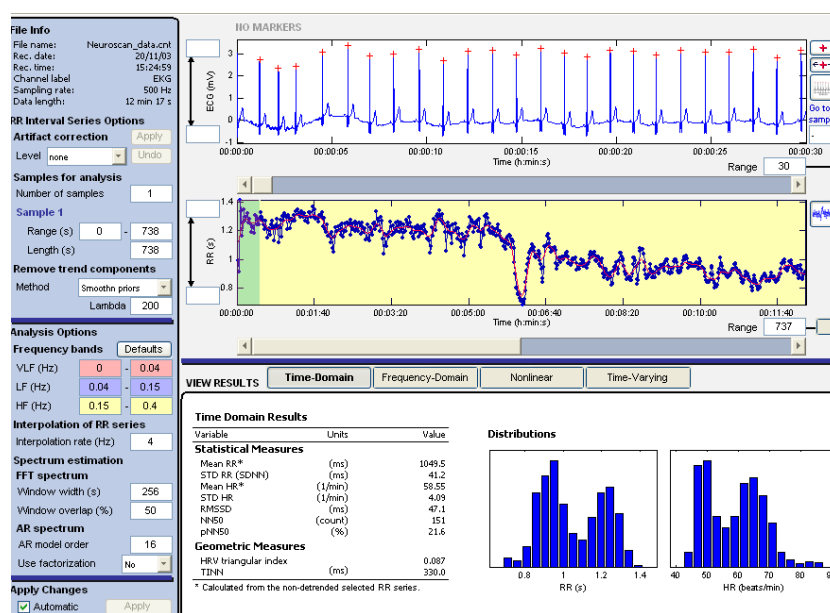 File Info
File name: Neuroscan_data.cnt
Rec. date: 20/11/03
Rec. time: 15:24:59
Channel label EKG
Sampling rate: 500 Hz
Data length: 12 min 17 s
RR Interval Series Options
Artifact correction Apply
Level none Undo
Samples for analysis
Number of samples 1
Sample 1
Range (s) 0 - 738
Length (s) 738
Remove trend components
Method Smoothn priors
Lambda 200
Analysis Options
Frequency bands Defaults
VLF (Hz) 0 - 0.04
LF (Hz) 0.04 - 0.15
HF (Hz) 0.15 - 0.4
Interpolation of RR series
Interpolation rate (Hz) 4
Spectrum estimation
FFT spectrum
Window width (s) 256
Window overlap (%) 50
AR spectrum
AR model order 16
Use factorization No
Apply Changes
Automatic Apply
NO MARKERS
3
2
1
0
-1
ECG (mV)
00:00:00 00:00:05 00:00:10 00:00:15 00:00:20 00:00:25 00:00:30
Time (h:min:s)
Range 30
Go to
samp
-
1.4
1.2
1
0.8
RR (s)
00:00:00 00:01:40 00:03:20 00:05:00 00:06:40 00:08:20 00:10:00 00:11:40
Time (h:min:s)
Range 737
VIEW RESULTS Time-Domain Frequency-Domain Nonlinear Time-Varying
Time Domain Results
Variable Units Value
Statistical Measures
Mean RR* (ms) 1049.5
STD RR (SDNN) (ms) 41.2
Mean HR* (1/min) 58.55
STD HR (1/min) 4.09
RMSSD (ms) 47.1
NN50 (count) 151
pNN50 (%) 21.6
Geometric Measures
HRV triangular index 0.087
TINN (ms) 330.0
* Calculated from the non-detrended selected RR series.
Distributions
0.8 1 1.2 1.4
RR (s)
40 50 60 70 80
HR (beats/min)